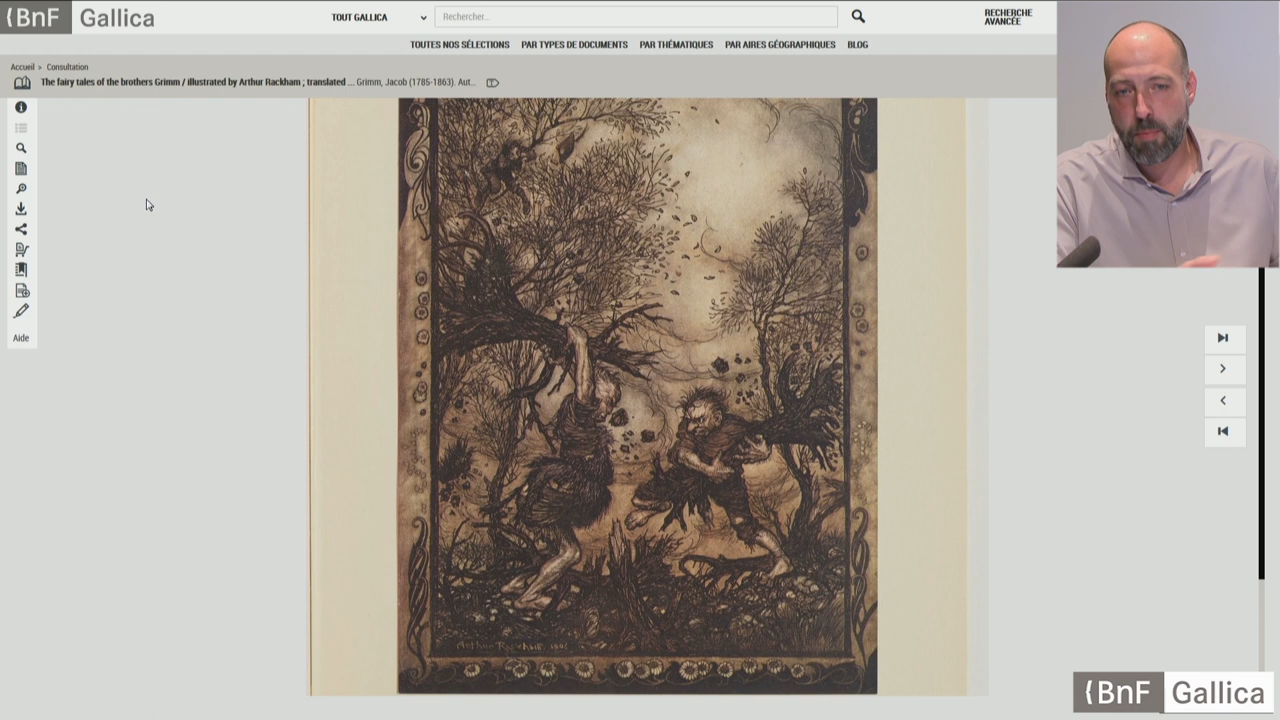 BnF Gallica
TOUT GALLICA
Rechercher...
RECHERCHE
AVANCÉE
TOUTES NOS SÉLECTIONS
PAR TYPES DE DOCUMENTS
PAR THÉMATIQUES
PAR AIRES GÉOGRAPHIQUES
BLOG
Accueil > Consultation
The fairy tales of the brothers Grimm / illustrated by Arthur Rackham ; translated ... Grimm, Jacob (1785-1863). Aut...
Aide
Arthur Rackham
BnF Gallica